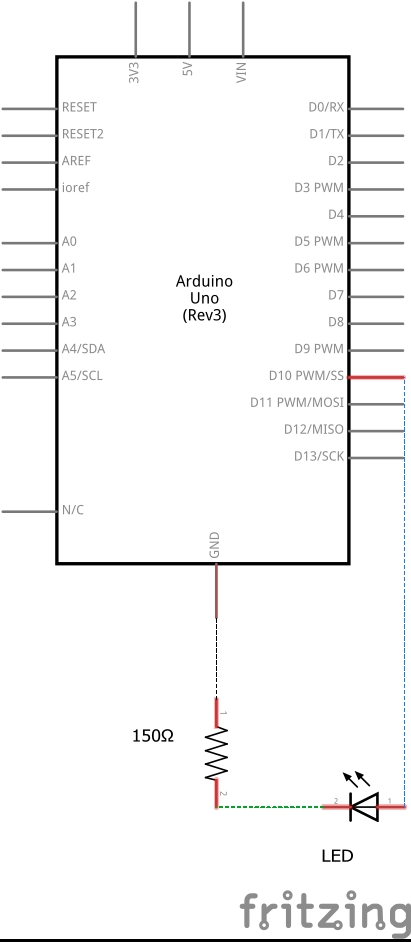 3V3
5V
VIN
RESET
RESET2
AREF
ioref
A0
A1
A2
A3
A4/SDA
A5/SCL
N/C
Arduino
Uno
(Rev3)
D0/RX
D1/TX
D2
D3 PWM
D4
D5 PWM
D6 PWM
D7
D8
D9 PWM
D10 PWM/SS
D11 PWM/MOSI
D12/MISO
D13/SCK
GND
1
150Ω
2
2
1
LED
fritzing